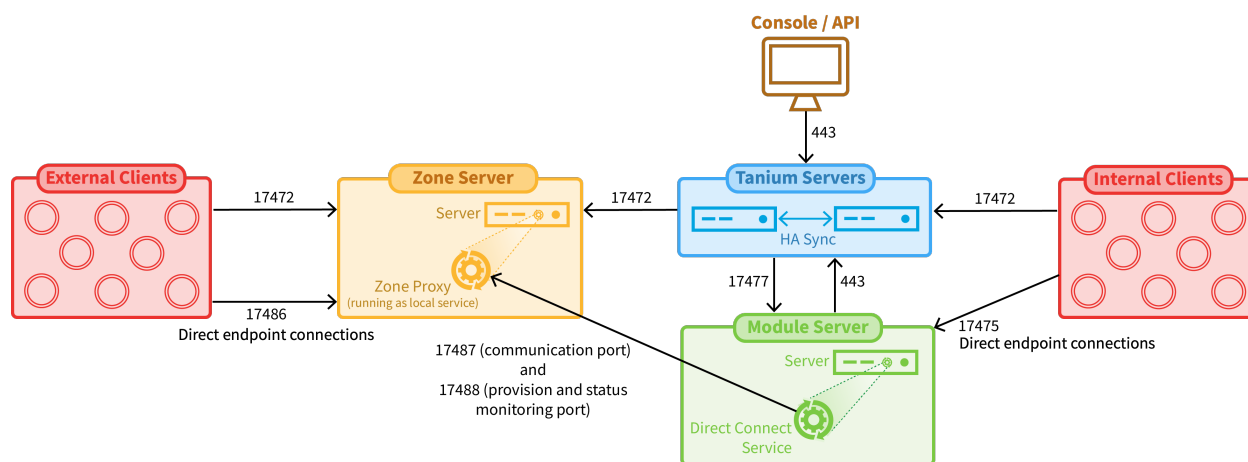 Console / API
443
External Clients
17472
17486
Direct endpoint connections
Zone Server
Server
Zone Proxy
(running as local service)
17472
Tanium Servers
HA Sync
17472
Internal Clients
17477
443
17475
Direct endpoint connections
17487 (communication port)
and
17488 (provision and status
monitoring port)
Module Server
Server
Direct Connect
Service